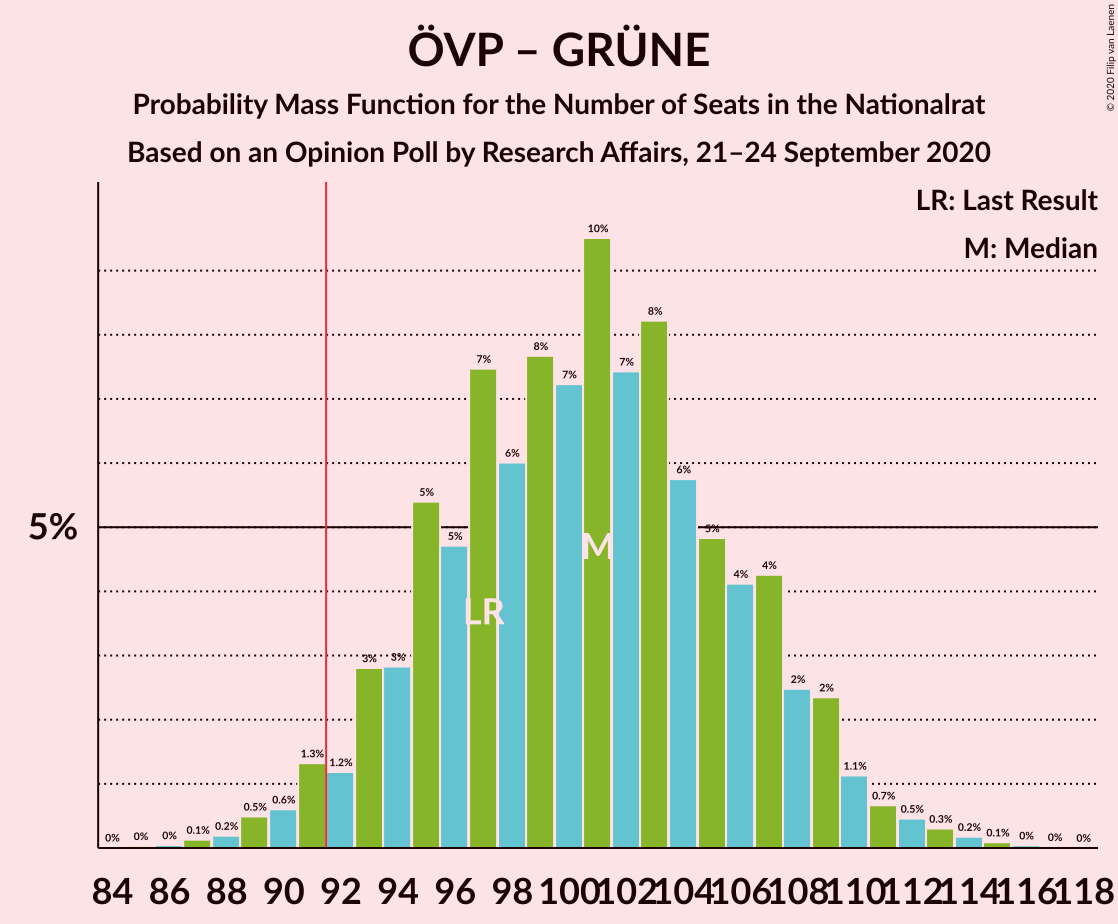 ÖVP – GRÜNE
Probability Mass Function for the Number of Seats in the Nationalrat
Based on an Opinion Poll by Research Affairs, 21–24 September 2020
© 2020 Filip van Laenen
LR: Last Result
M: Median
5%
0% 0% 0% 0.1% 0.2% 0.5% 0.6% 1.3% 1.2% 3% 3% 5% 5% 7% 6% 8% 7% 10% 7% 8% 6% 5% 4% 4% 2% 2% 1.1% 0.7% 0.5% 0.3% 0.2% 0.1% 0% 0% 0%
LR
M
84 86 88 90 92 94 96 98 100 102 104 106 108 110 112 114 116 118